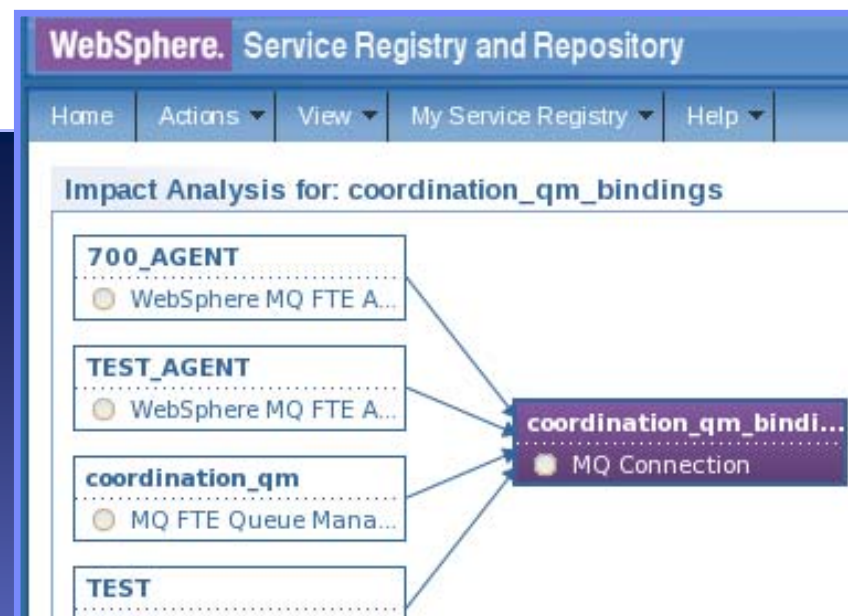 WebSphere. Service Registry and Repository
Home Actions View My Service Registry Help
Impact Analysis for: coordination_qm_bindings
700_AGENT
WebSphere MQ FTE A...
TEST_AGENT
WebSphere MQ FTE A...
coordination_qm
MQ FTE Queue Mana...
TEST
coordination_qm_bindi...
MQ Connection